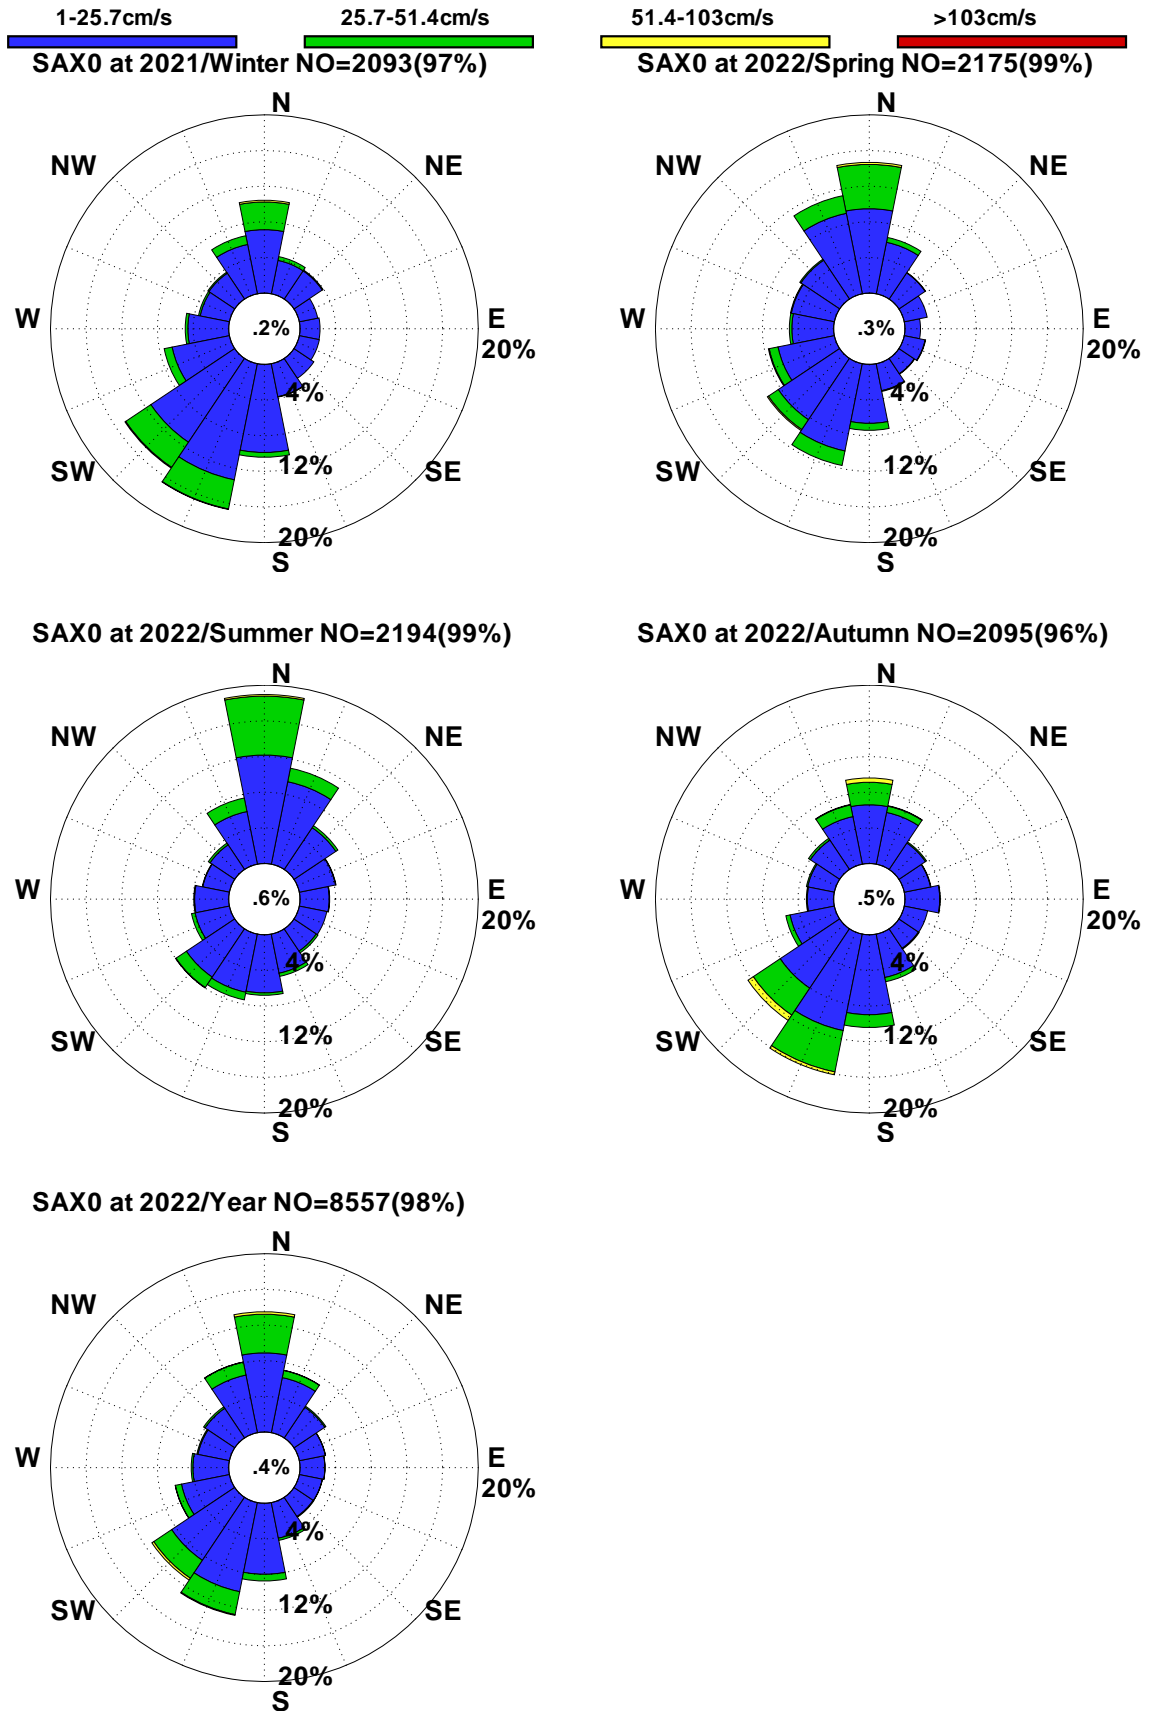 1-25.7cm/s 25.7-51.4cm/s 51.4-103cm/s >103cm/s
SAX0 at 2021/Winter NO=2093(97%)
N
NW NE
W .2% E
20%
4%
SW 12% SE
20%
S
SAX0 at 2022/Spring NO=2175(99%)
N
NW NE
W .3% E
20%
4%
SW 12% SE
20%
S
SAX0 at 2022/Summer NO=2194(99%)
N
NW NE
W .6% E
20%
4%
SW 12% SE
20%
S
SAX0 at 2022/Autumn NO=2095(96%)
N
NW NE
W .5% E
20%
4%
SW 12% SE
20%
S
SAX0 at 2022/Year NO=8557(98%)
N
NW NE
W .4% E
20%
4%
SW 12% SE
20%
S